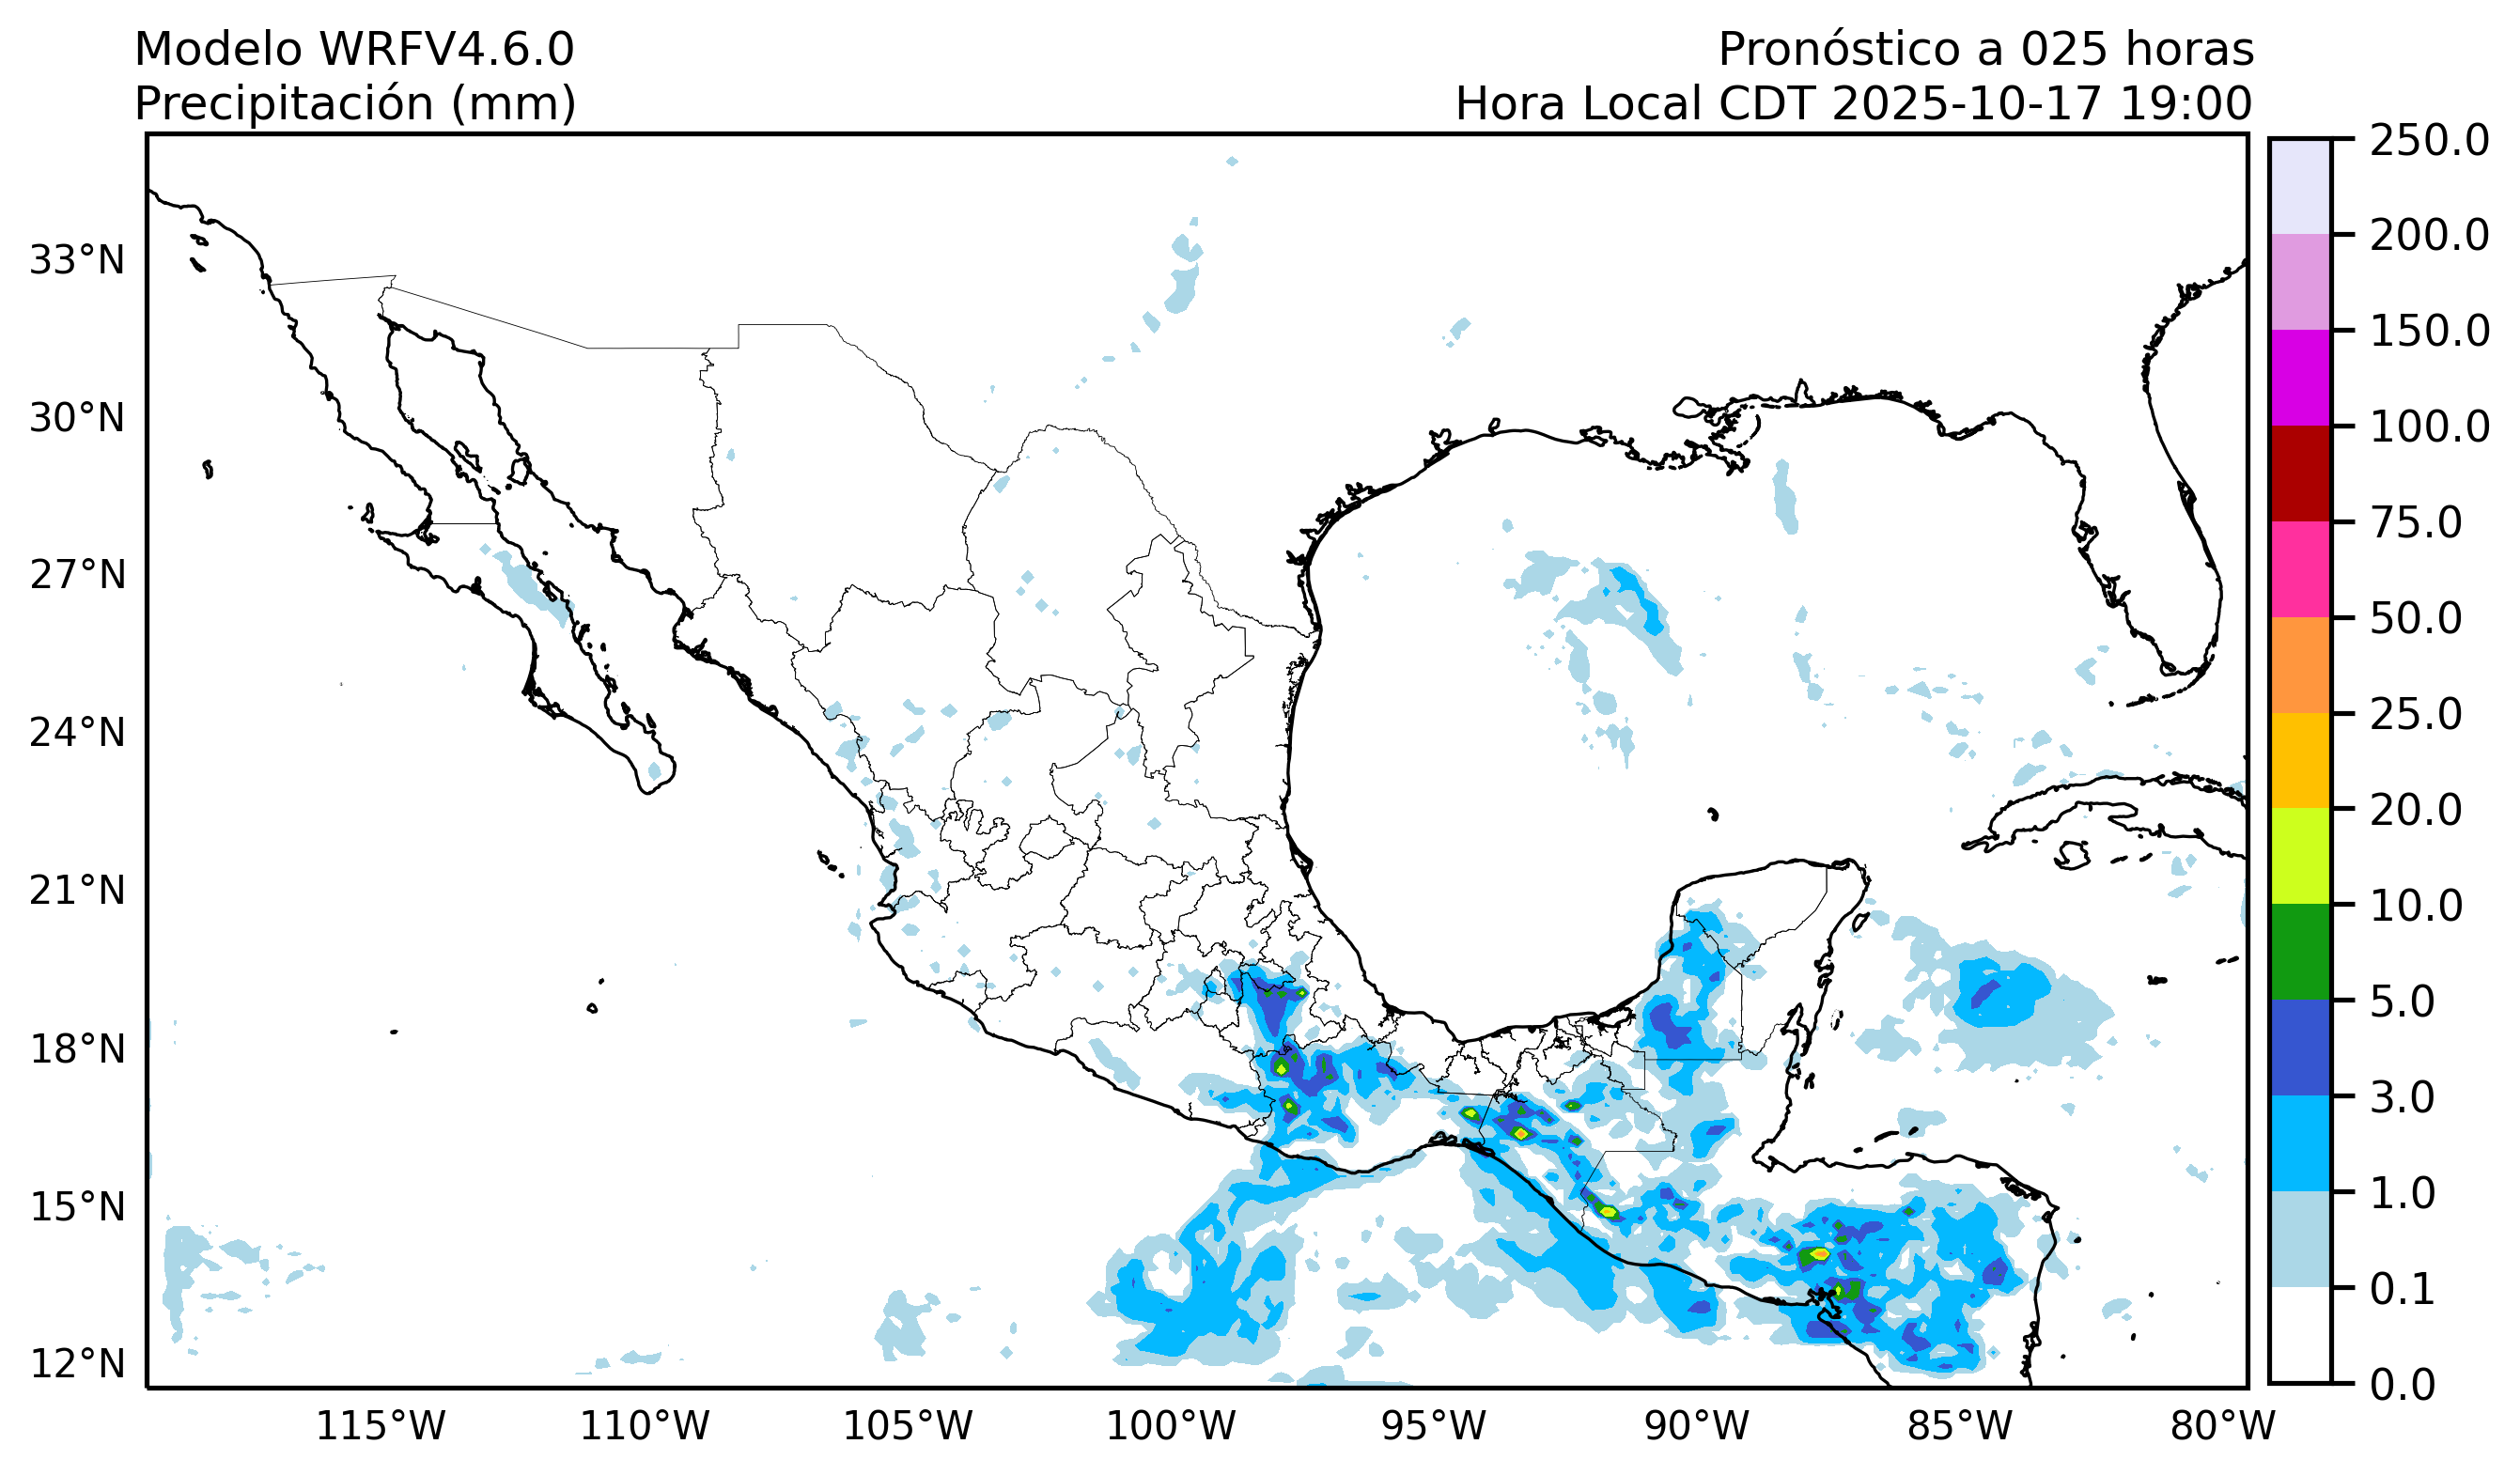 Modelo WRFV4.6.0
Precipitación (mm)
Pronóstico a 025 horas
Hora Local CDT 2025-10-17 19:00
33°N
30°N
27°N
24°N
21°N
18°N
15°N
12°N
115°W
110°W
105°W
100°W
95°W
90°W
85°W
80°W
250.0
200.0
150.0
100.0
75.0
50.0
25.0
20.0
10.0
5.0
3.0
1.0
0.1
0.0